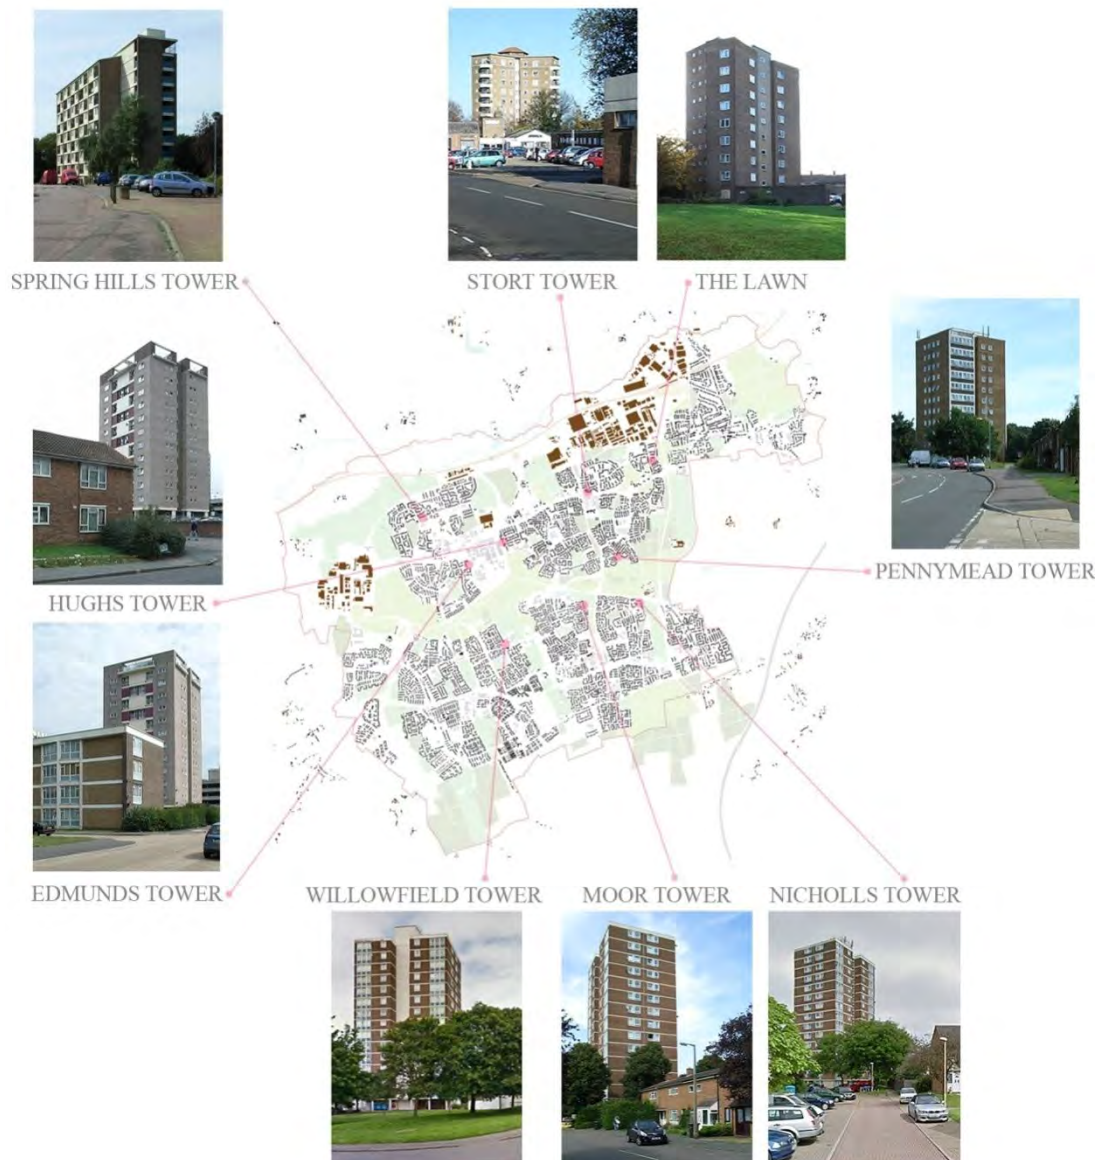 SPRING HILLS TOWER
STORT TOWER
THE LAWN
HUGHS TOWER
PENNYMEAD TOWER
EDMUNDS TOWER
WILLOWFIELD TOWER
MOOR TOWER
NICHOLLS TOWER